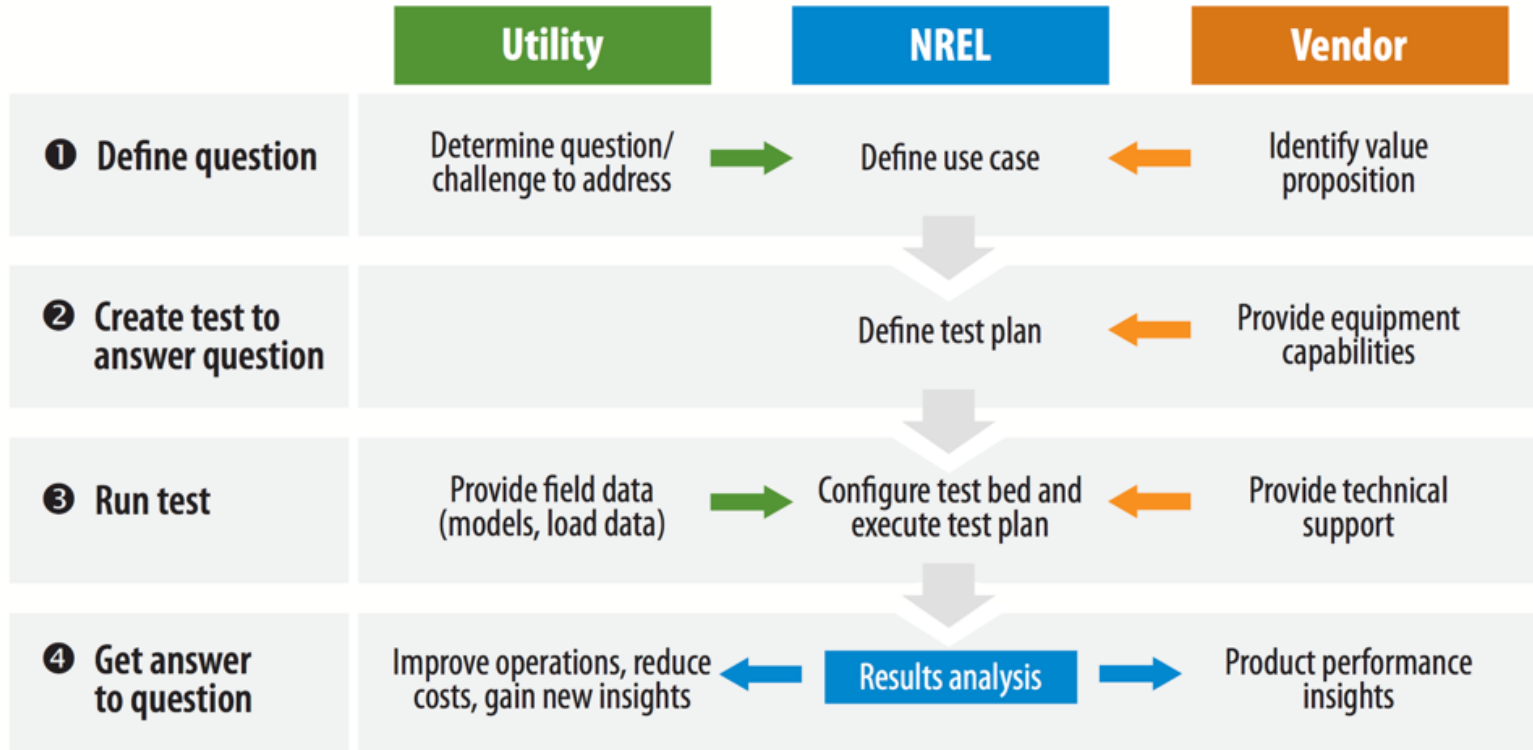 Utility
NREL
Vendor
❶ Define question
Determine question/
challenge to address
Define use case
Identify value
proposition
❷ Create test to
answer question
Define test plan
Provide equipment
capabilities
❸ Run test
Provide field data
(models, load data)
Configure test bed and
execute test plan
Provide technical
support
❹ Get answer
to question
Improve operations, reduce
costs, gain new insights
Results analysis
Product performance
insights